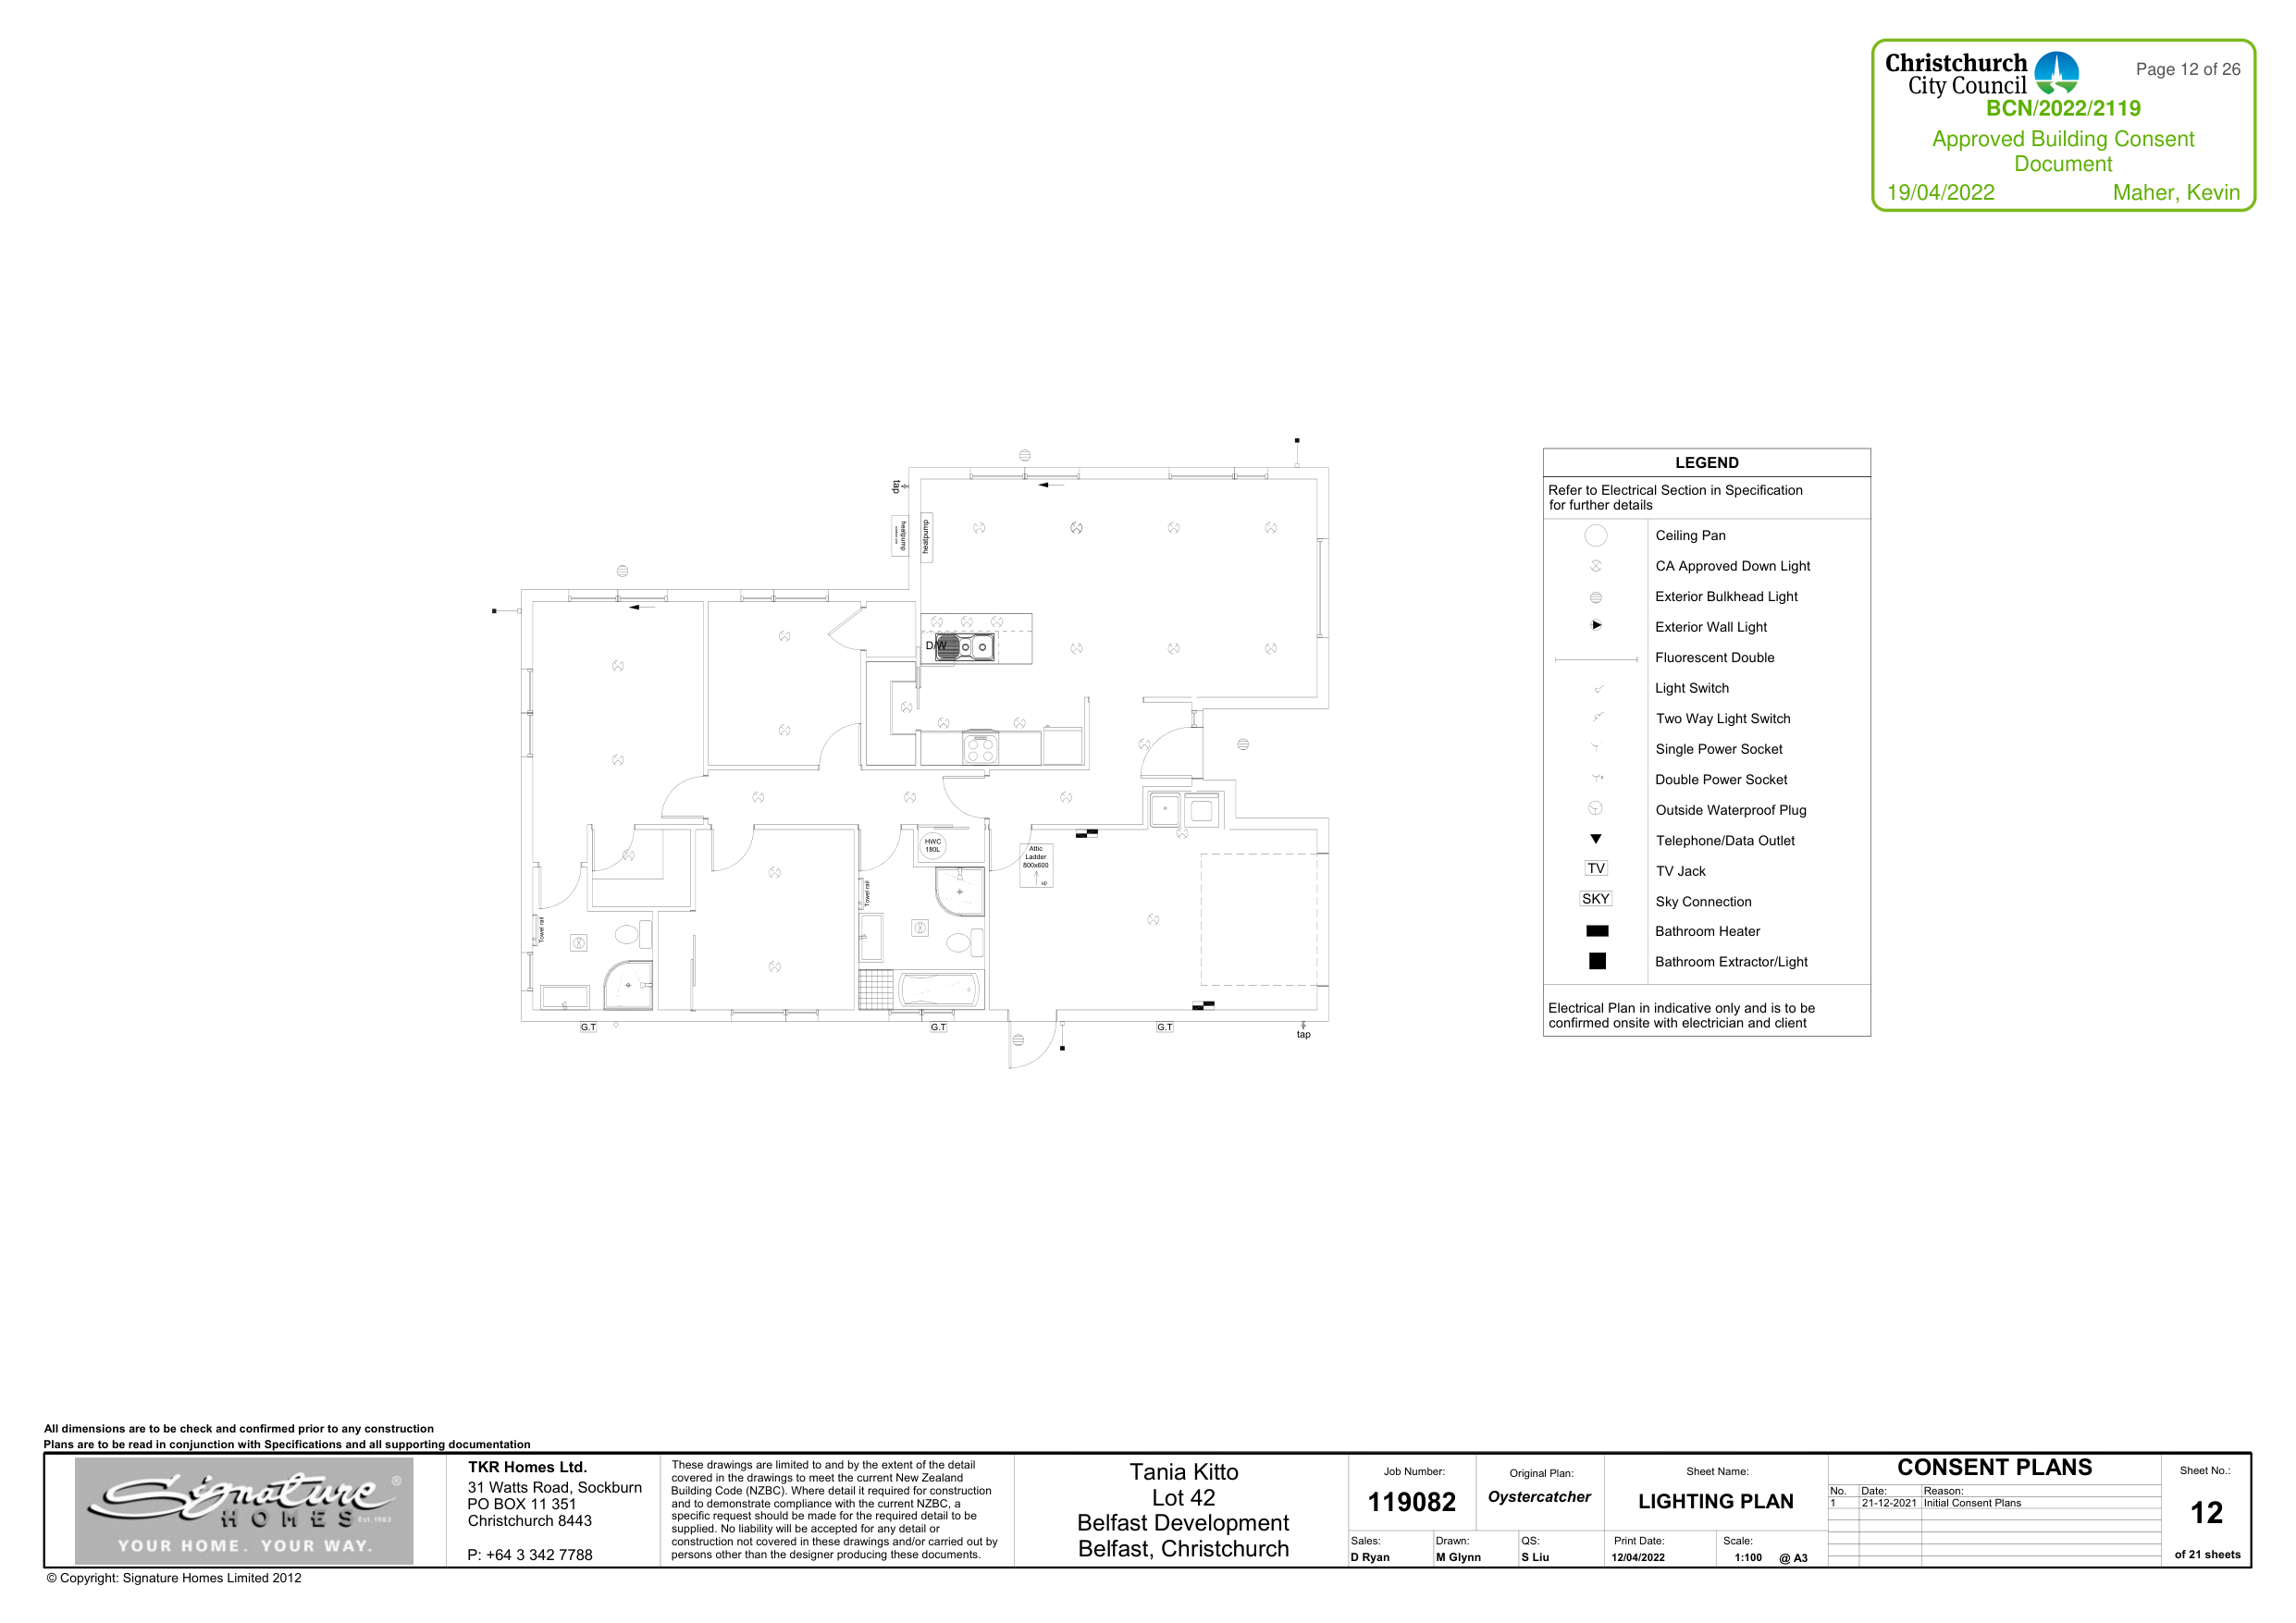 Christchurch
City Council
Page 12 of 26
BCN/2022/2119
Approved Building Consent
Document
19/04/2022 Maher, Kevin
tap
heatpump
heatpump
D/W
HWC
180L
Attic
Ladder
800x600
up
Towel rail
Towel rail
G.T
G.T
G.T
tap
LEGEND
Refer to Electrical Section in Specification
for further details
Ceiling Pan
CA Approved Down Light
Exterior Bulkhead Light
Exterior Wall Light
Fluorescent Double
Light Switch
Two Way Light Switch
Single Power Socket
Double Power Socket
Outside Waterproof Plug
Telephone/Data Outlet
TV TV Jack
SKY Sky Connection
Bathroom Heater
Bathroom Extractor/Light
Electrical Plan in indicative only and is to be
confirmed onsite with electrician and client
All dimensions are to be check and confirmed prior to any construction
Plans are to be read in conjunction with Specifications and all supporting documentation
Signature ®
HOMES Est. 1983
YOUR HOME. YOUR WAY.
TKR Homes Ltd.
31 Watts Road, Sockburn
PO BOX 11 351
Christchurch 8443
P: +64 3 342 7788
These drawings are limited to and by the extent of the detail
covered in the drawings to meet the current New Zealand
Building Code (NZBC). Where detail it required for construction
and to demonstrate compliance with the current NZBC, a
specific request should be made for the required detail to be
supplied. No liability will be accepted for any detail or
construction not covered in these drawings and/or carried out by
persons other than the designer producing these documents.
Tania Kitto
Lot 42
Belfast Development
Belfast, Christchurch
Job Number:
119082
Original Plan:
Oystercatcher
Sheet Name:
LIGHTING PLAN
Sales:
D Ryan
Drawn:
M Glynn
QS:
S Liu
Print Date:
12/04/2022
Scale:
1:100 @ A3
CONSENT PLANS
No. Date: Reason:
1 21-12-2021 Initial Consent Plans
Sheet No.:
12
of 21 sheets
© Copyright: Signature Homes Limited 2012